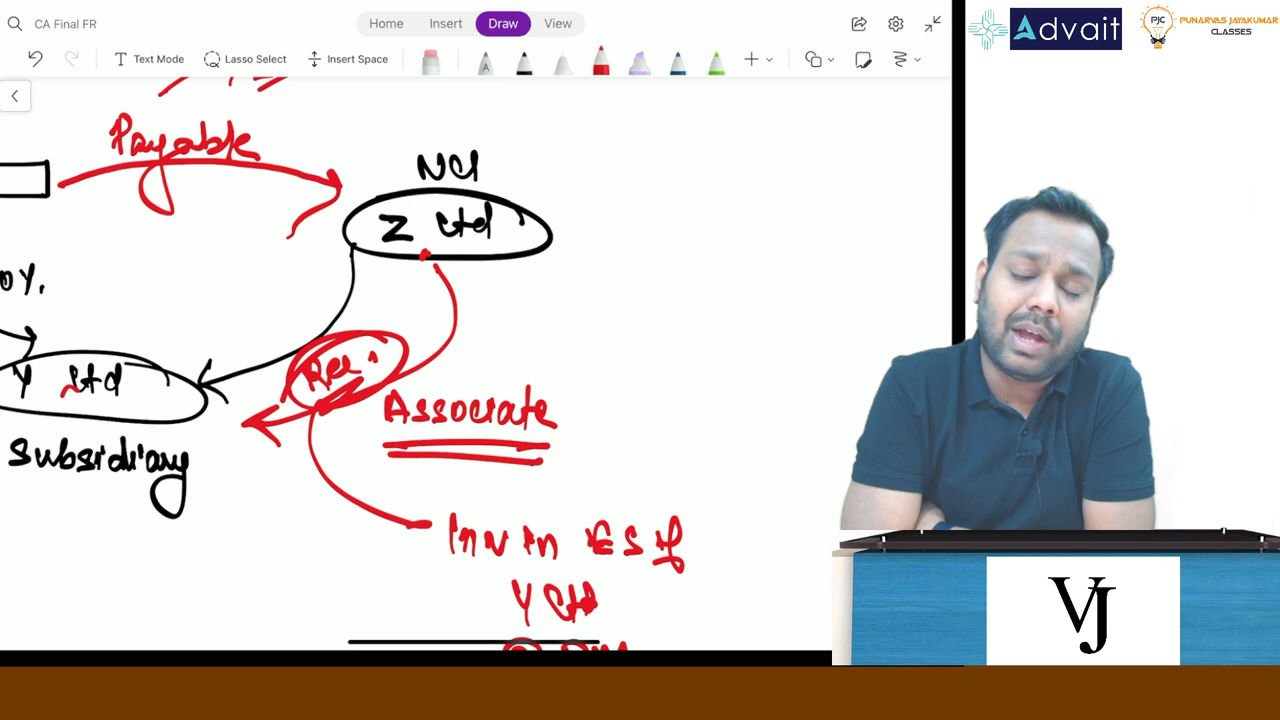 CA Final FR
Home Insert Draw View
Text Mode Lasso Select Insert Space
Advait
PJC PUNARVAS JAYAKUMAR CLASSES
Payable
NCI
Z Ltd
Y Ltd
Associate
Subsidiary
Inv in ES of
Y Ltd
VJ